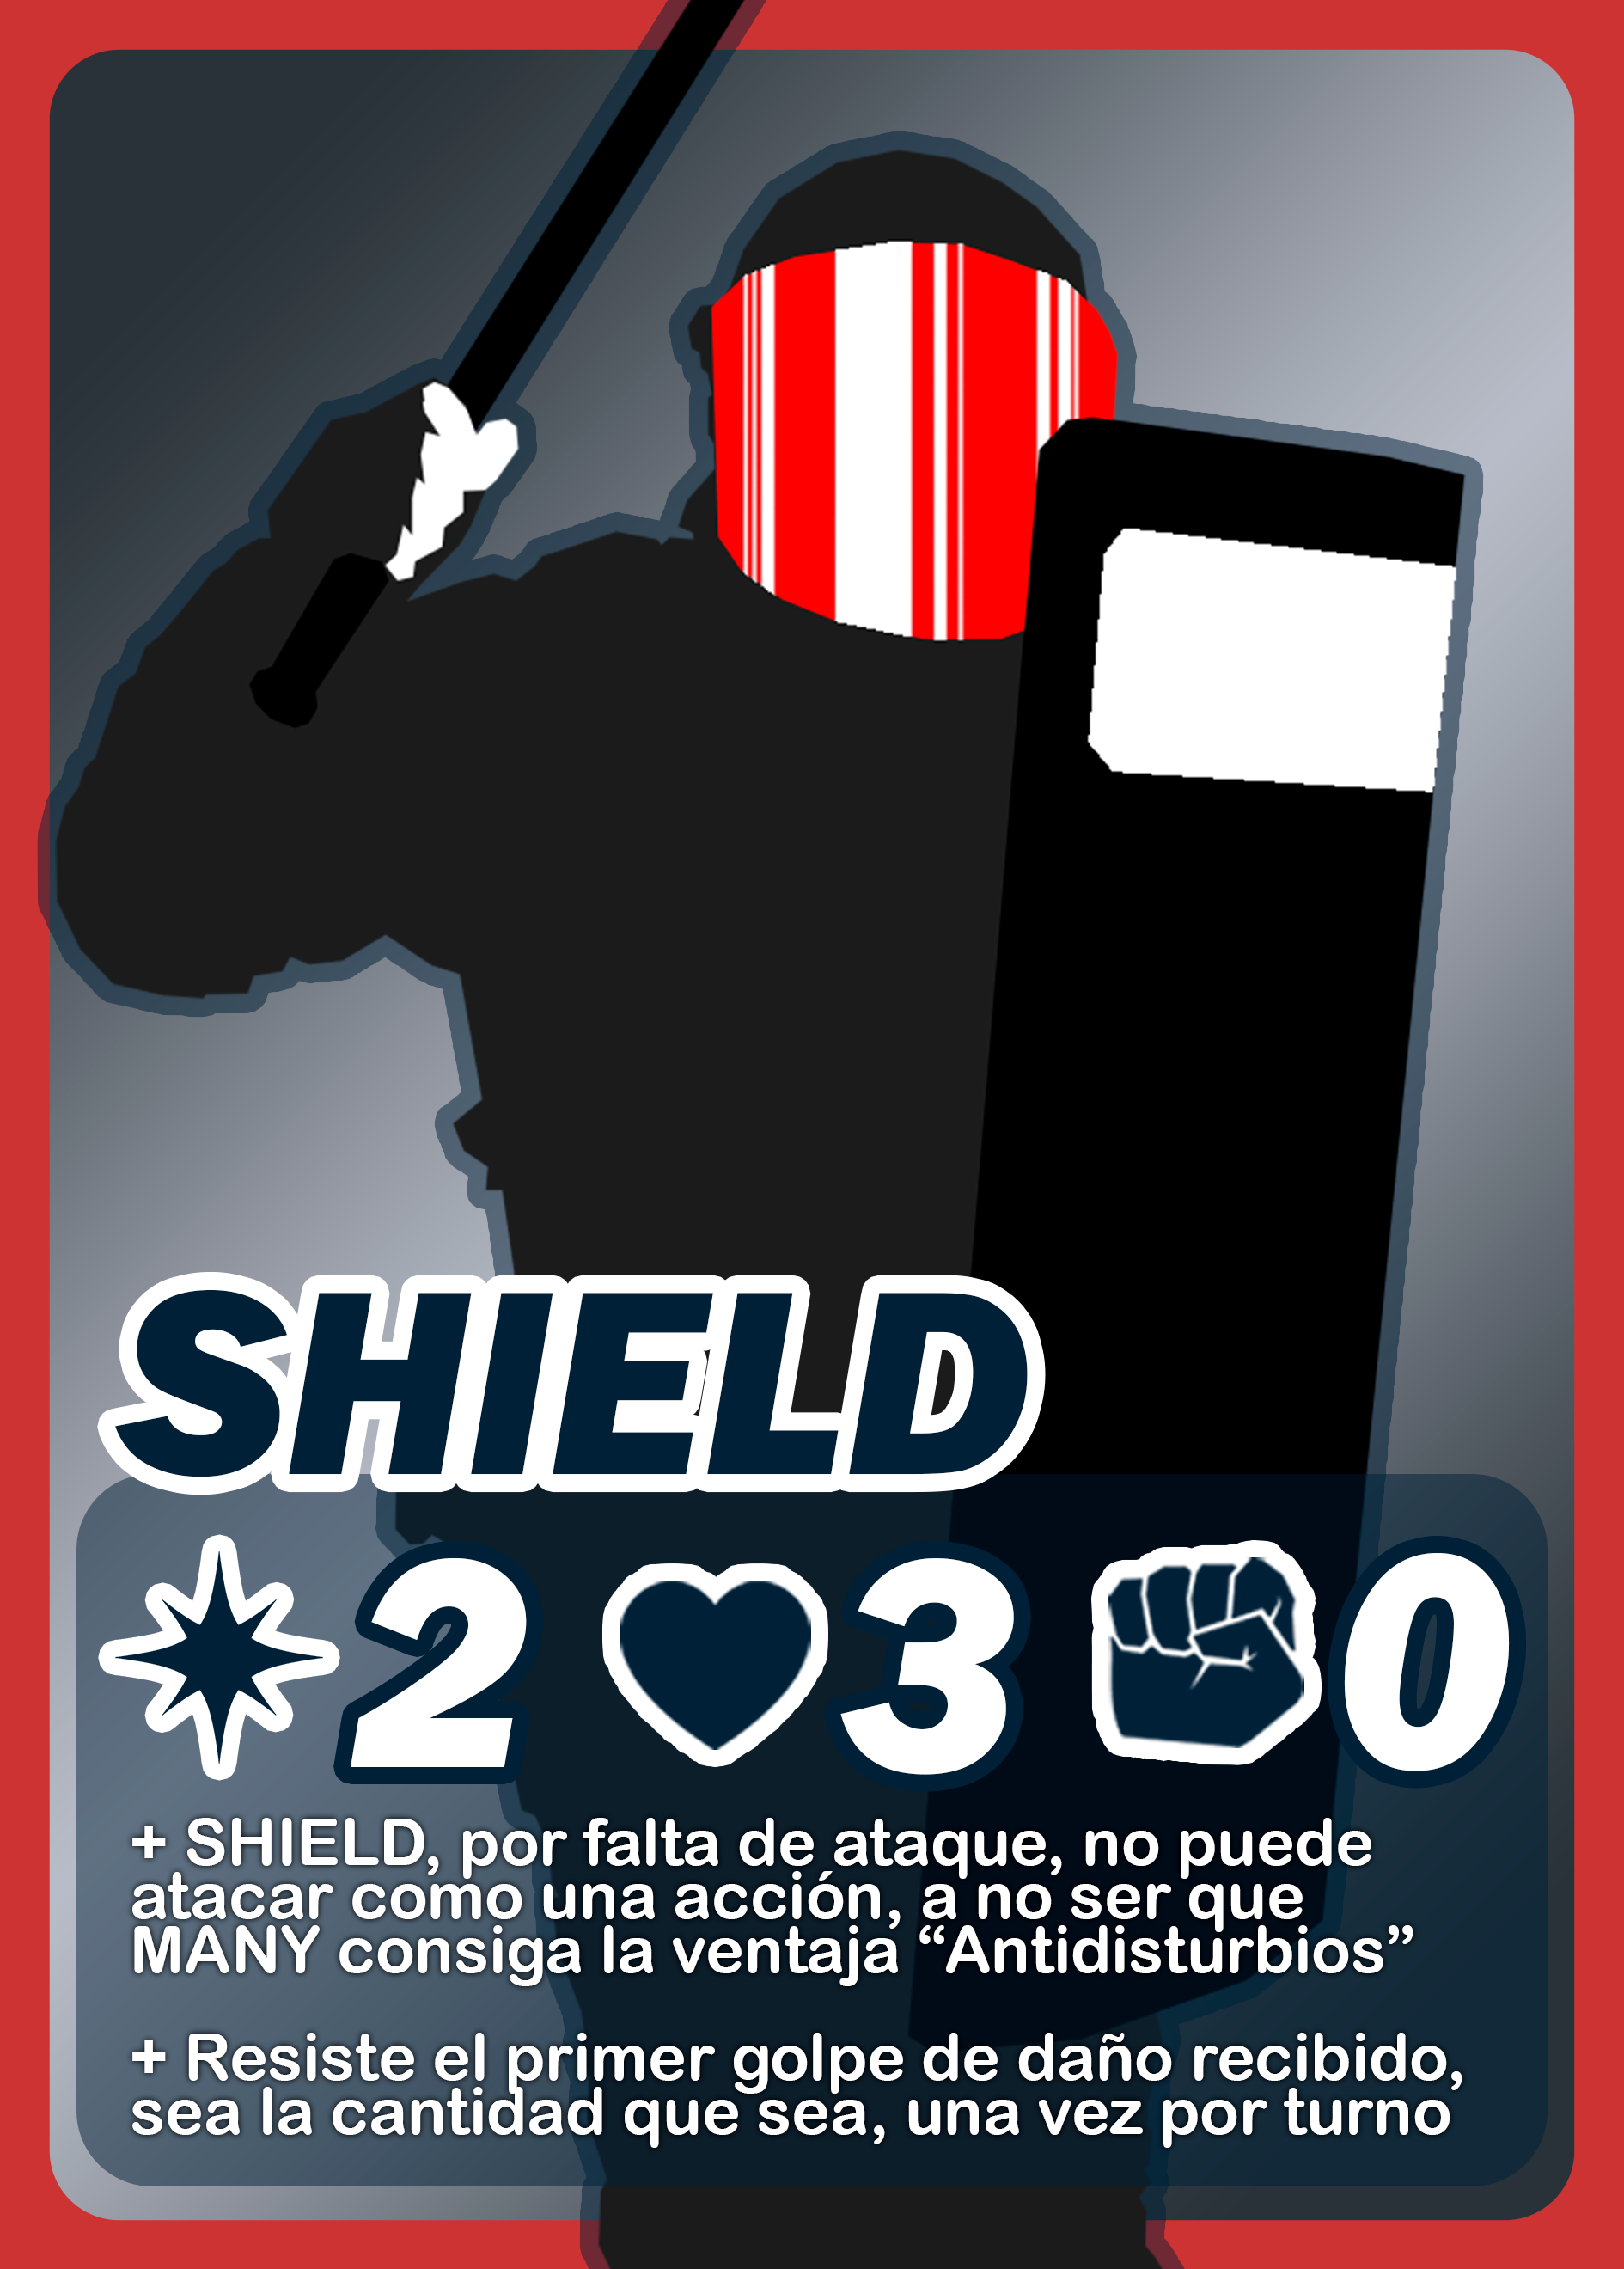 SHIELD
2 3 0
+ SHIELD, por falta de ataque, no puede
atacar como una acción, a no ser que
MANY consiga la ventaja “Antidisturbios”
+ Resiste el primer golpe de daño recibido,
sea la cantidad que sea, una vez por turno